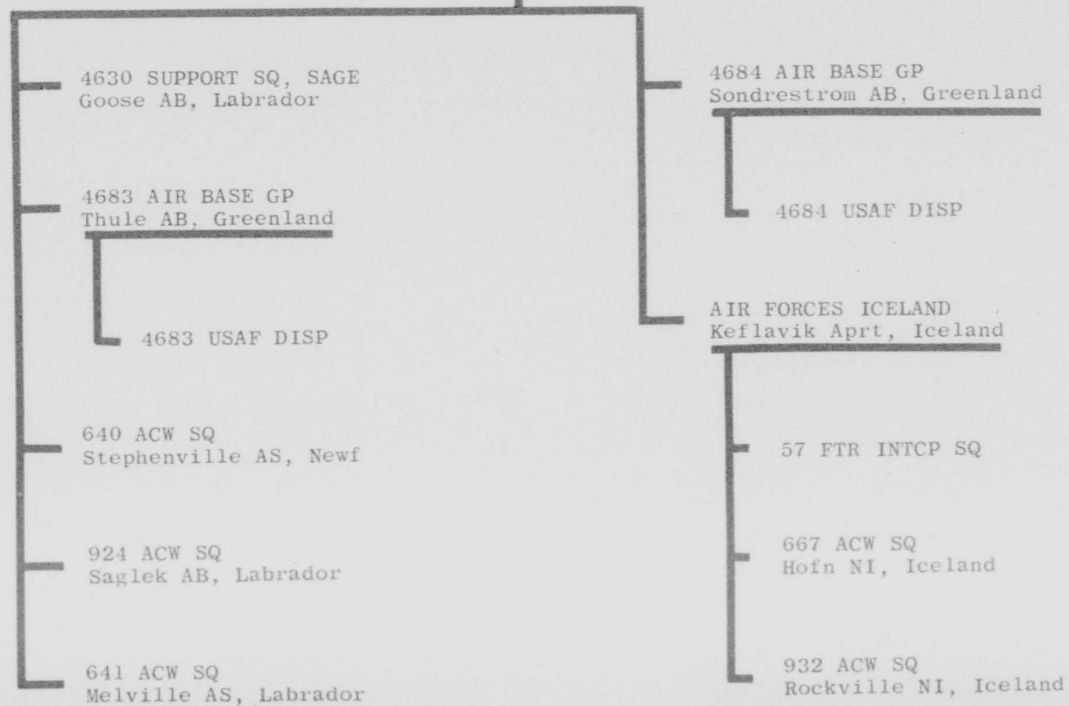 4630 SUPPORT SQ, SAGE
Goose AB, Labrador
4683 AIR BASE GP
Thule AB, Greenland
4683 USAF DISP
640 ACW SQ
Stephenville AS, Newf
924 ACW SQ
Saglek AB, Labrador
641 ACW SQ
Melville AS, Labrador
4684 AIR BASE GP
Sondrestrom AB, Greenland
4684 USAF DISP
AIR FORCES ICELAND
Keflavik Aprt, Iceland
57 FTR INTCP SQ
667 ACW SQ
Hofn NI, Iceland
932 ACW SQ
Rockville NI, Iceland